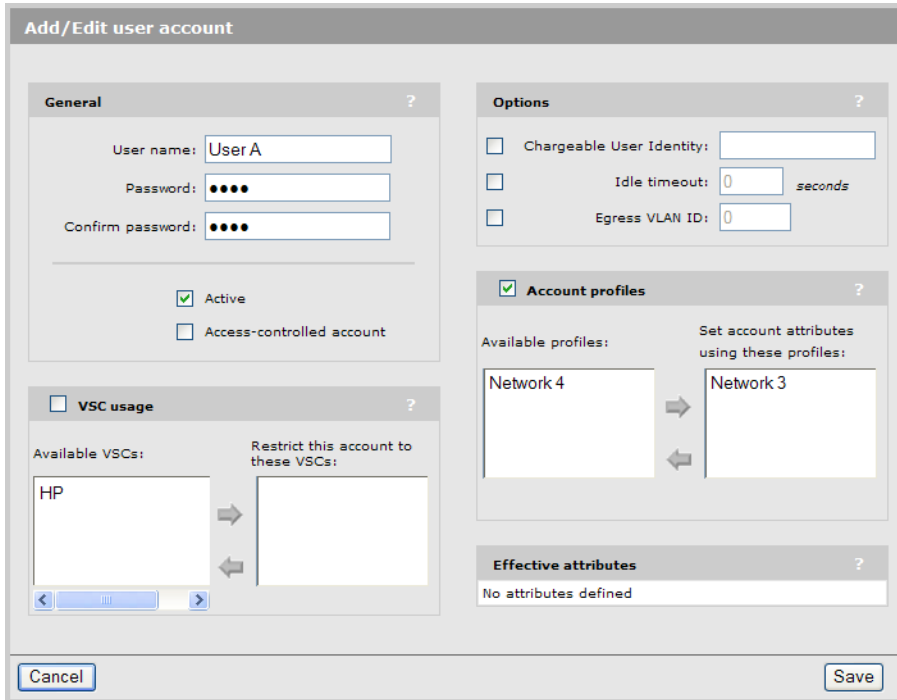 Add/Edit user account
General ?
User name: User A
Password: ●●●●
Confirm password: ●●●●
Active
Access-controlled account
VSC usage ?
Available VSCs:
Restrict this account to
these VSCs:
HP
Options ?
Chargeable User Identity:
Idle timeout: 0 seconds
Egress VLAN ID: 0
Account profiles ?
Available profiles:
Set account attributes
using these profiles:
Network 4
Network 3
Effective attributes ?
No attributes defined
Cancel
Save